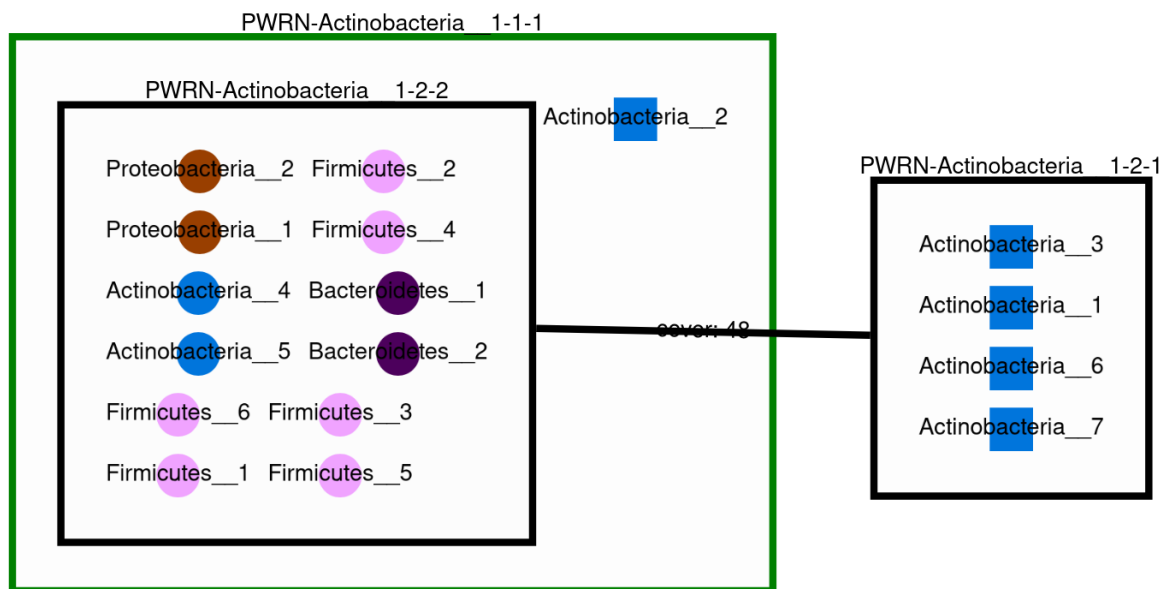 PWRN-Actinobacteria__1-1-1
PWRN-Actinobacteria__1-2-2
Actinobacteria__2
Proteobacteria__2 Firmicutes__2
Proteobacteria__1 Firmicutes__4
Actinobacteria__4 Bacteroidetes__1
Actinobacteria__5 Bacteroidetes__2
Firmicutes__6 Firmicutes__3
Firmicutes__1 Firmicutes__5
cover: 48
PWRN-Actinobacteria__1-2-1
Actinobacteria__3
Actinobacteria__1
Actinobacteria__6
Actinobacteria__7